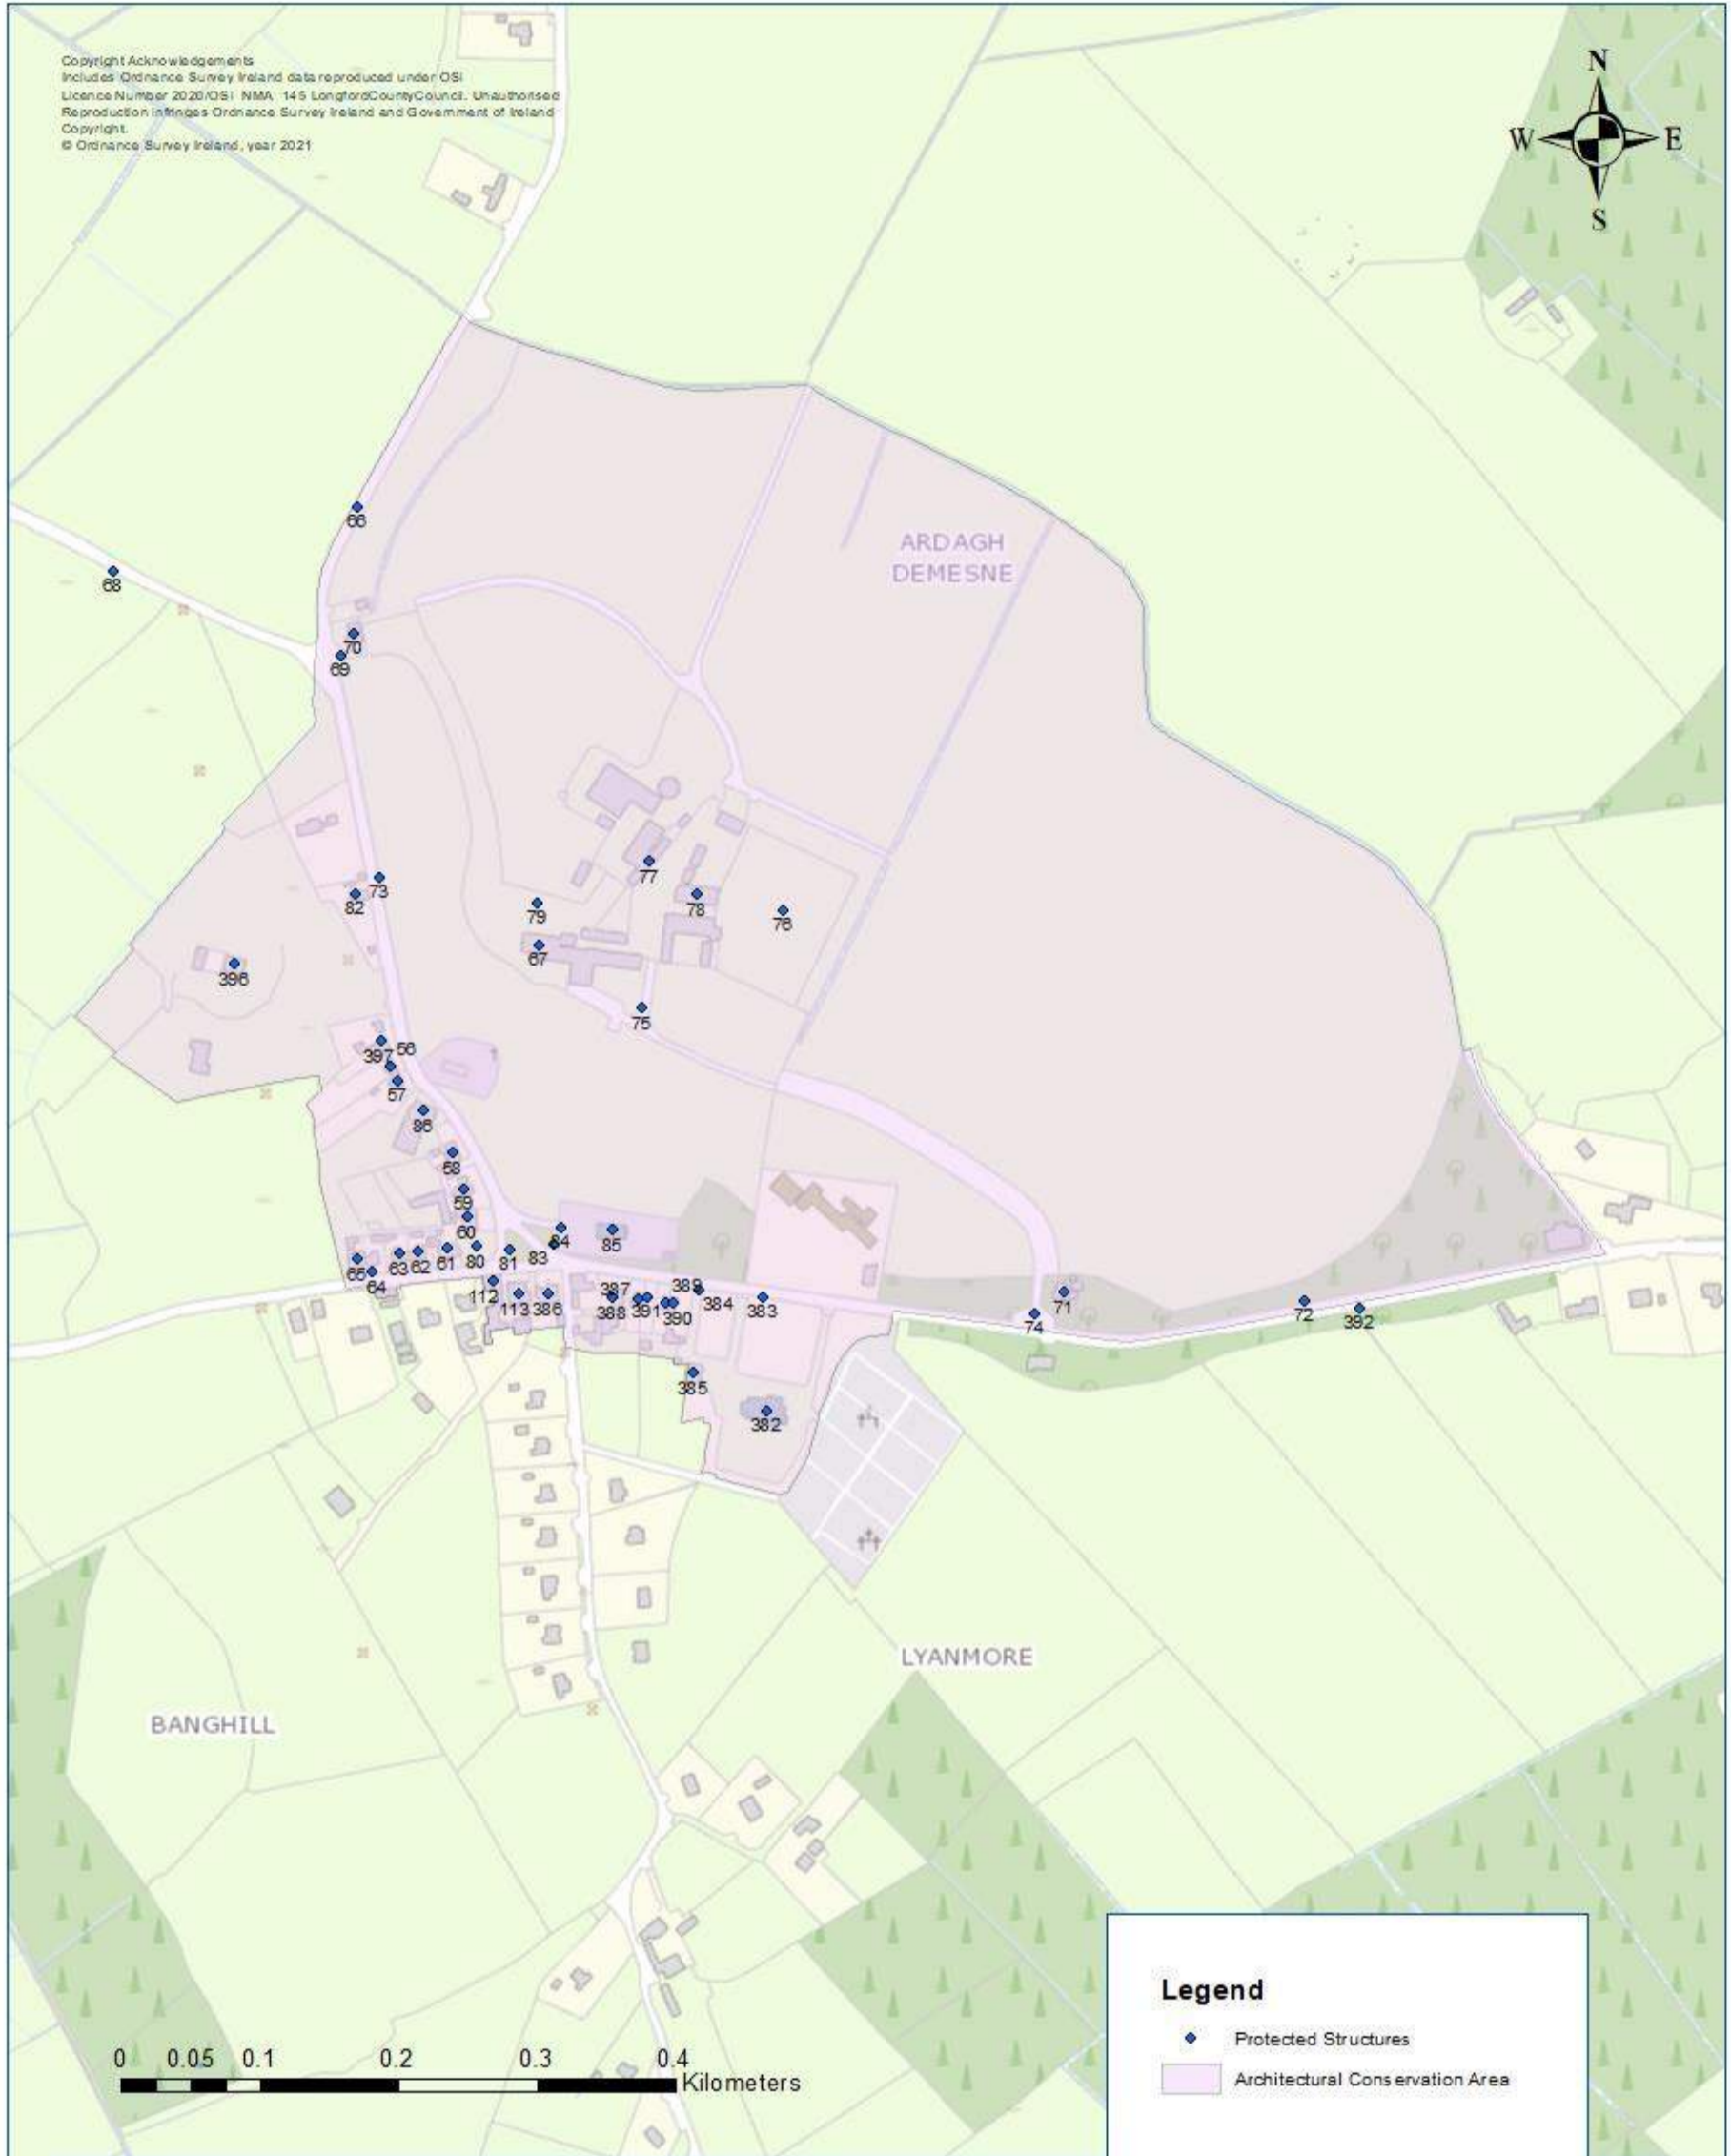 Copyright Acknowledgements
Includes Ordnance Survey Ireland data reproduced under OSi
Licence Number 2020/OSi NMA 145 LongfordCountyCouncil. Unauthorised
Reproduction infringes Ordnance Survey Ireland and Government of Ireland
Copyright.
© Ordnance Survey Ireland, year 2021
N
W E
S
66
ARDAGH
DEMESNE
68
70
69
77
73
82
78
79
76
67
396
75
56
397
57
86
58
59
60
84
85
83
80
81
61
62
63
65
64
112
113
386
387
388
391
389
390
384
383
71
74
72
392
385
382
LYANMORE
BANGHILL
Legend
Protected Structures
Architectural Conservation Area
0 0.05 0.1 0.2 0.3 0.4
Kilometers